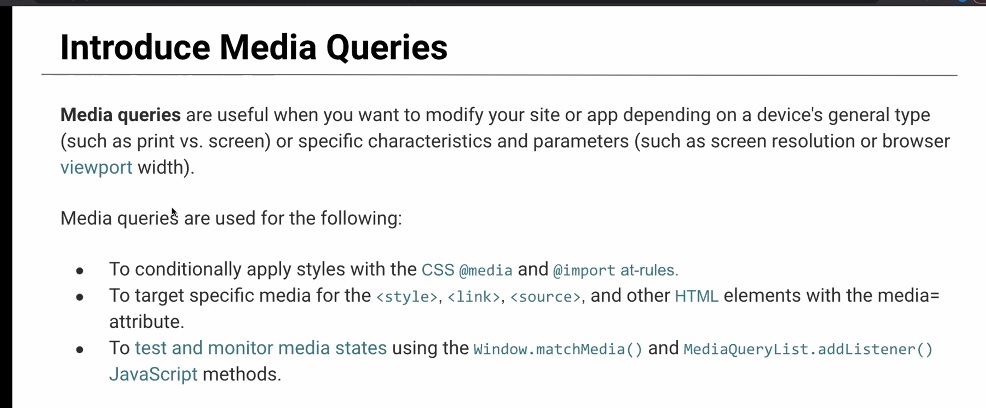 Introduce Media Queries
Media queries are useful when you want to modify your site or app depending on a device's general type
(such as print vs. screen) or specific characteristics and parameters (such as screen resolution or browser
viewport width).
Media queries are used for the following:
● To conditionally apply styles with the CSS @media and @import at-rules.
● To target specific media for the <style>, <link>, <source>, and other HTML elements with the media=
attribute.
● To test and monitor media states using the Window.matchMedia() and MediaQueryList.addListener()
JavaScript methods.